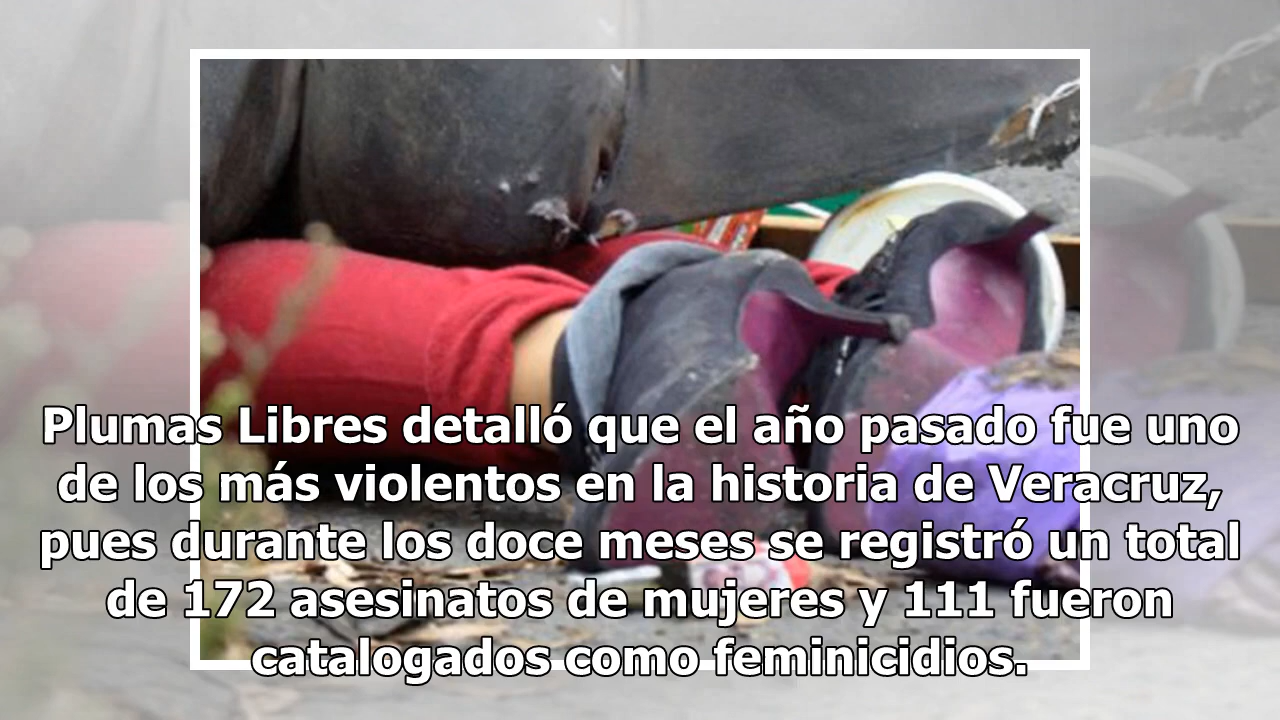 Plumas Libres detalló que el año pasado fue uno
de los más violentos en la historia de Veracruz,
pues durante los doce meses se registró un total
de 172 asesinatos de mujeres y 111 fueron
catalogados como feminicidios.